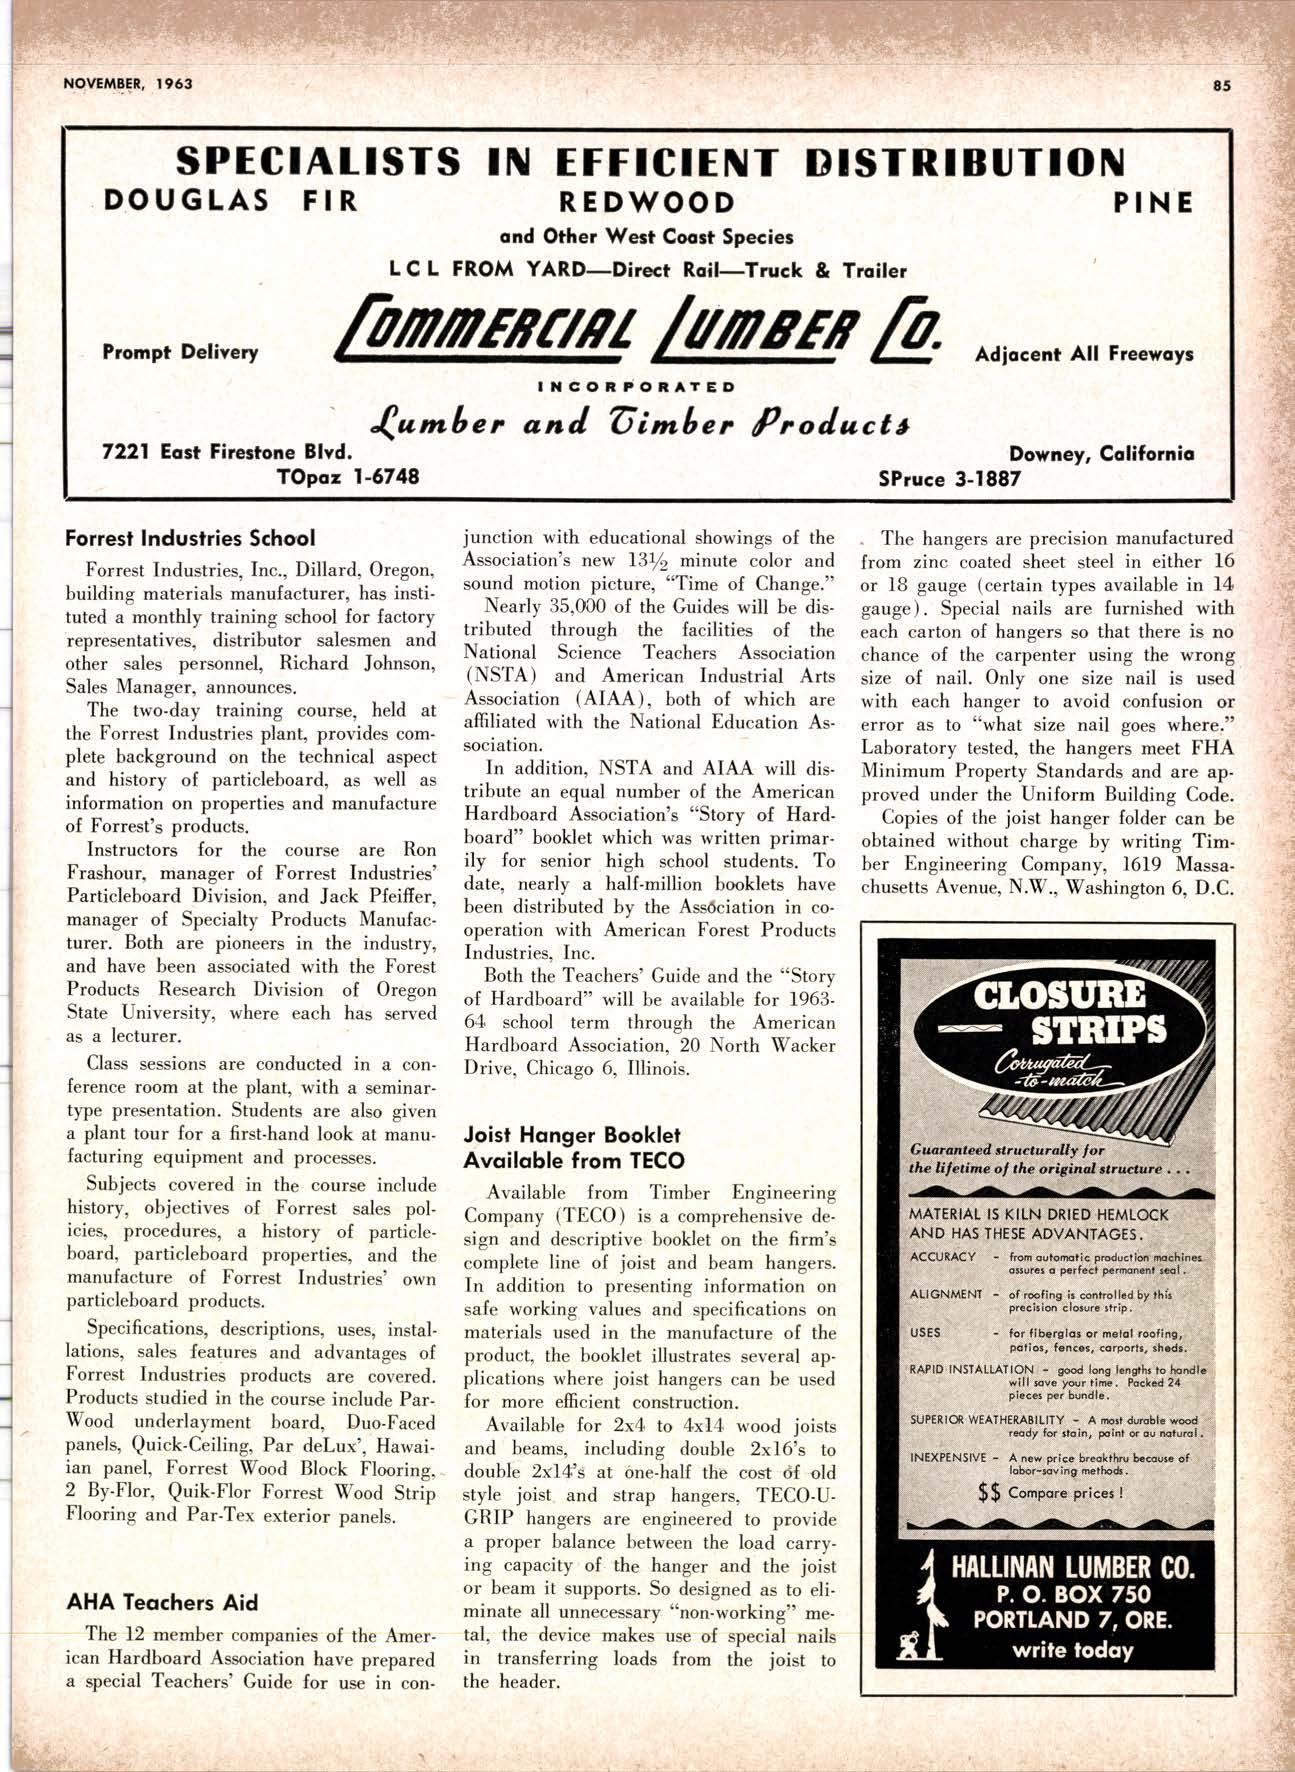 NOVEMBER, 1963
85
SPECIALISTS IN EFFICIENT DISTRIBUTION
DOUGLAS FIR REDWOOD PINE
and Other West Coast Species
LCL FROM YARD—Direct Rail—Truck & Trailer
COMMERCIAL LUMBER CO.
Prompt Delivery
Adjacent All Freeways
INCORPORATED
Lumber and Timber Products
7221 East Firestone Blvd.
Downey, California
TOpaz 1-6748
SPruce 3-1887
Forrest Industries School
Forrest Industries, Inc., Dillard, Oregon,
building materials manufacturer, has insti-
tuted a monthly training school for factory
representatives, distributor salesmen and
other sales personnel, Richard Johnson,
Sales Manager, announces.
The two-day training course, held at
the Forrest Industries plant, provides com-
plete background on the technical aspect
and history of particleboard, as well as
information on properties and manufacture
of Forrest's products.
Instructors for the course are Ron
Frashour, manager of Forrest Industries'
Particleboard Division, and Jack Pfeiffer,
manager of Specialty Products Manufac-
turer. Both are pioneers in the industry,
and have been associated with the Forest
Products Research Division of Oregon
State University, where each has served
as a lecturer.
Class sessions are conducted in a con-
ference room at the plant, with a seminar-
type presentation. Students are also given
a plant tour for a first-hand look at manu-
facturing equipment and processes.
Subjects covered in the course include
history, objectives of Forrest sales pol-
icies, procedures, a history of particle-
board, particleboard properties, and the
manufacture of Forrest Industries' own
particleboard products.
Specifications, descriptions, uses, instal-
lations, sales features and advantages of
Forrest Industries products are covered.
Products studied in the course include Par-
Wood underlayment board, Duo-Faced
panels, Quick-Ceiling, Par deLux', Hawai-
ian panel, Forrest Wood Block Flooring,
2 By-Flor, Quik-Flor Forrest Wood Strip
Flooring and Par-Tex exterior panels.
AHA Teachers Aid
The 12 member companies of the Amer-
ican Hardboard Association have prepared
a special Teachers' Guide for use in con-
junction with educational showings of the
Association's new 13½ minute color and
sound motion picture, "Time of Change."
Nearly 35,000 of the Guides will be dis-
tributed through the facilities of the
National Science Teachers Association
(NSTA) and American Industrial Arts
Association (AIAA), both of which are
affiliated with the National Education As-
sociation.
In addition, NSTA and AIAA will dis-
tribute an equal number of the American
Hardboard Association's "Story of Hard-
board" booklet which was written primar-
ily for senior high school students. To
date, nearly a half-million booklets have
been distributed by the Association in co-
operation with American Forest Products
Industries, Inc.
Both the Teachers' Guide and the "Story
of Hardboard" will be available for 1963-
64 school term through the American
Hardboard Association, 20 North Wacker
Drive, Chicago 6, Illinois.
Joist Hanger Booklet
Available from TECO
Available from Timber Engineering
Company (TECO) is a comprehensive de-
sign and descriptive booklet on the firm's
complete line of joist and beam hangers.
In addition to presenting information on
safe working values and specifications on
materials used in the manufacture of the
product, the booklet illustrates several ap-
plications where joist hangers can be used
for more efficient construction.
Available for 2x4 to 4x14 wood joists
and beams, including double 2x16's to
double 2x14's at one-half the cost of old
style joist and strap hangers, TECO-U-
GRIP hangers are engineered to provide
a proper balance between the load carry-
ing capacity of the hanger and the joist
or beam it supports. So designed as to eli-
minate all unnecessary "non-working" me-
tal, the device makes use of special nails
in transferring loads from the joist to
the header.
The hangers are precision manufactured
from zinc coated sheet steel in either 16
or 18 gauge (certain types available in 14
gauge). Special nails are furnished with
each carton of hangers so that there is no
chance of the carpenter using the wrong
size of nail. Only one size nail is used
with each hanger to avoid confusion or
error as to "what size nail goes where."
Laboratory tested, the hangers meet FHA
Minimum Property Standards and are ap-
proved under the Uniform Building Code.
Copies of the joist hanger folder can be
obtained without charge by writing Tim-
ber Engineering Company, 1619 Massa-
chusetts Avenue, N.W., Washington 6, D.C.
CLOSURE
STRIPS
Corrugated
-to-match
Guaranteed structurally for
the lifetime of the original structure . . .
MATERIAL IS KILN DRIED HEMLOCK
AND HAS THESE ADVANTAGES.
ACCURACY - from automatic production machines
assures a perfect permanent seal.
ALIGNMENT - of roofing is controlled by this
precision closure strip.
USES - for fiberglas or metal roofing,
patios, fences, carports, sheds.
RAPID INSTALLATION - good long lengths to handle
will save your time. Packed 24
pieces per bundle.
SUPERIOR WEATHERABILITY - A most durable wood
ready for stain, paint or au natural.
INEXPENSIVE - A new price breakthru because of
labor-saving methods.
$$ Compare prices!
HALLINAN LUMBER CO.
P. O. BOX 750
PORTLAND 7, ORE.
write today